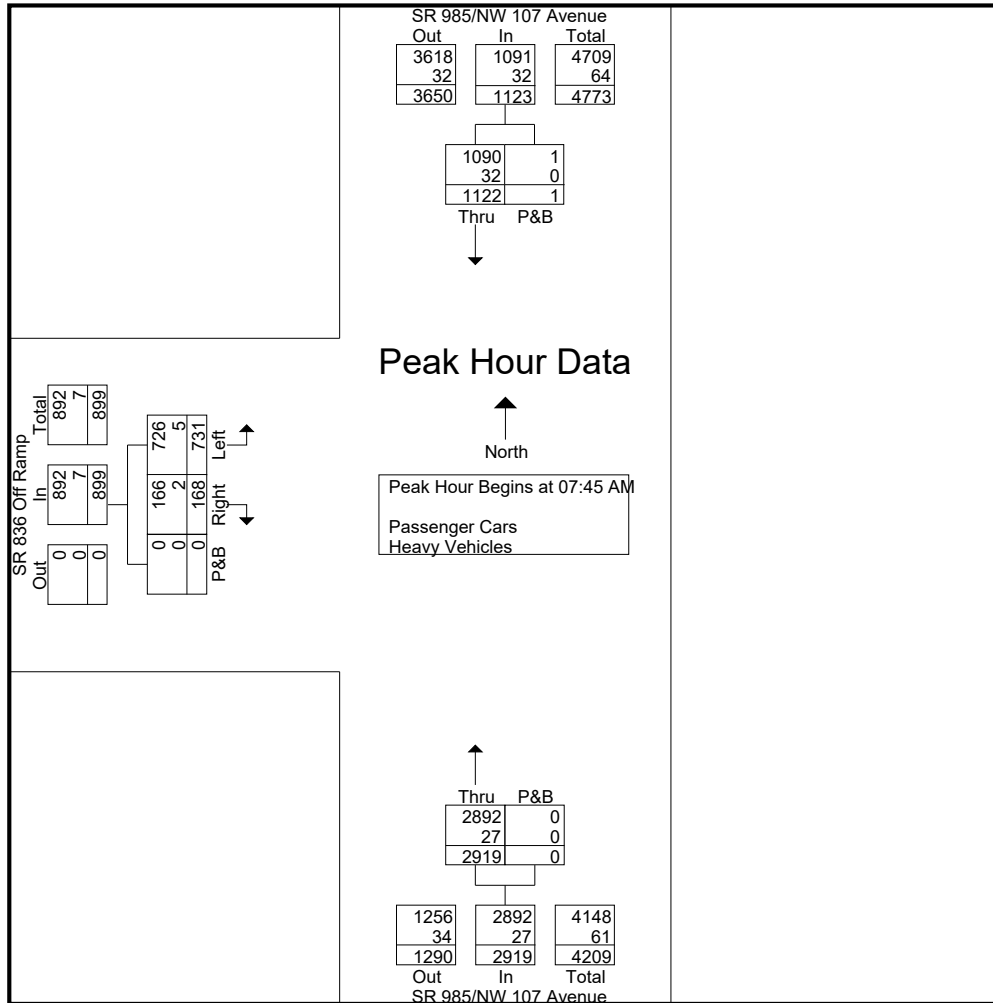 SR 985/NW 107 Avenue
Out In Total
3618 1091 4709
32 32 64
3650 1123 4773
1090 1
32 0
1122 1
Thru P&B
Peak Hour Data
North
Peak Hour Begins at 07:45 AM
Passenger Cars
Heavy Vehicles
SR 836 Off Ramp
Out In Total
0 892 892
0 7 7
0 899 899
0 166 726
0 2 5
0 168 731
P&B Right Left
Thru P&B
2892 0
27 0
2919 0
1256 2892 4148
34 27 61
1290 2919 4209
Out In Total
SR 985/NW 107 Avenue